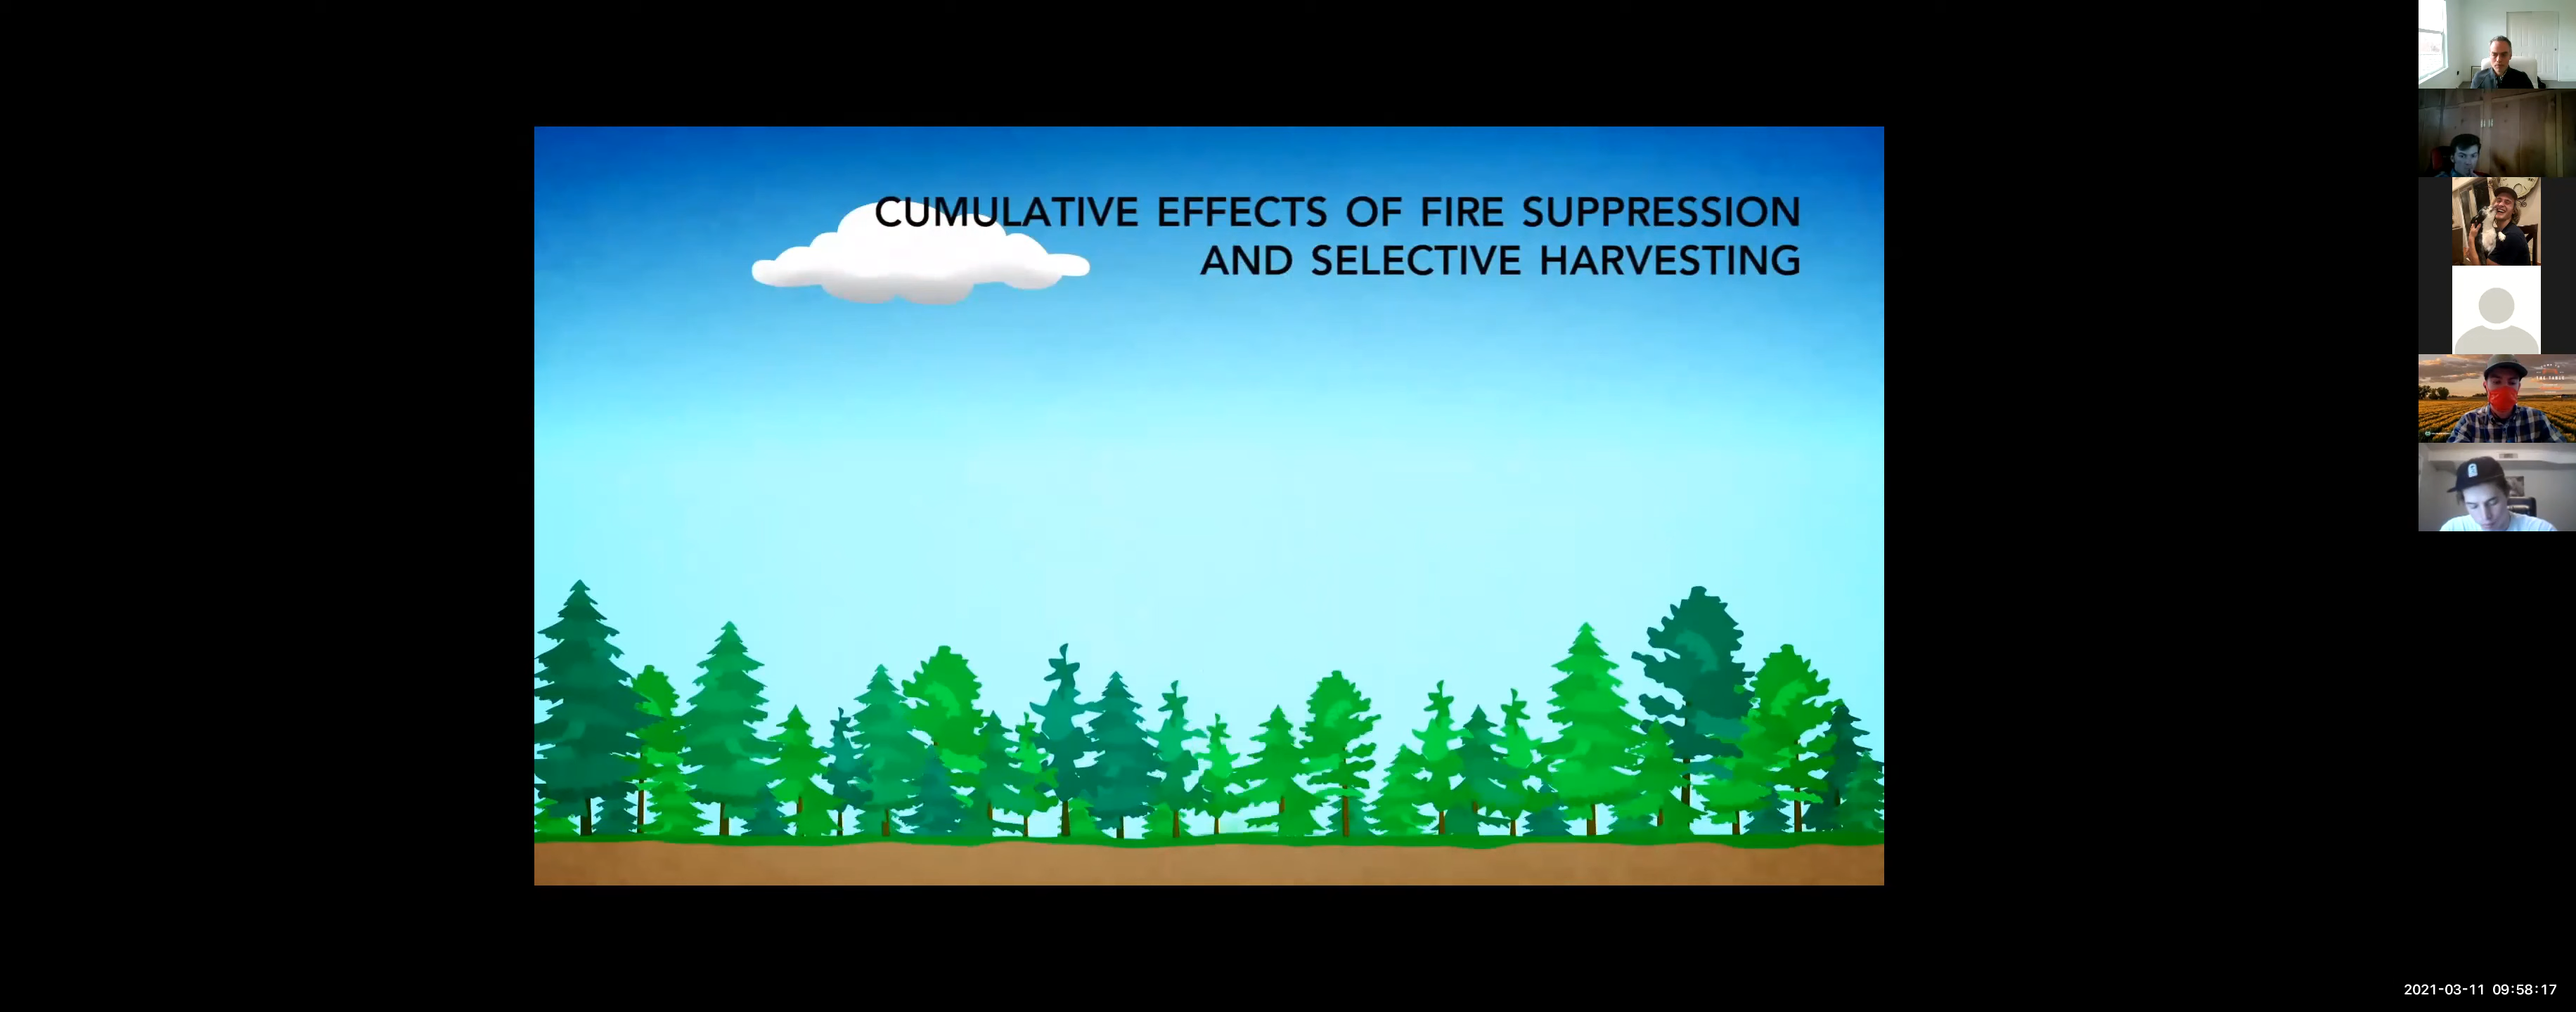 CUMULATIVE EFFECTS OF FIRE SUPPRESSION
AND SELECTIVE HARVESTING
2021-03-11 09:58:17